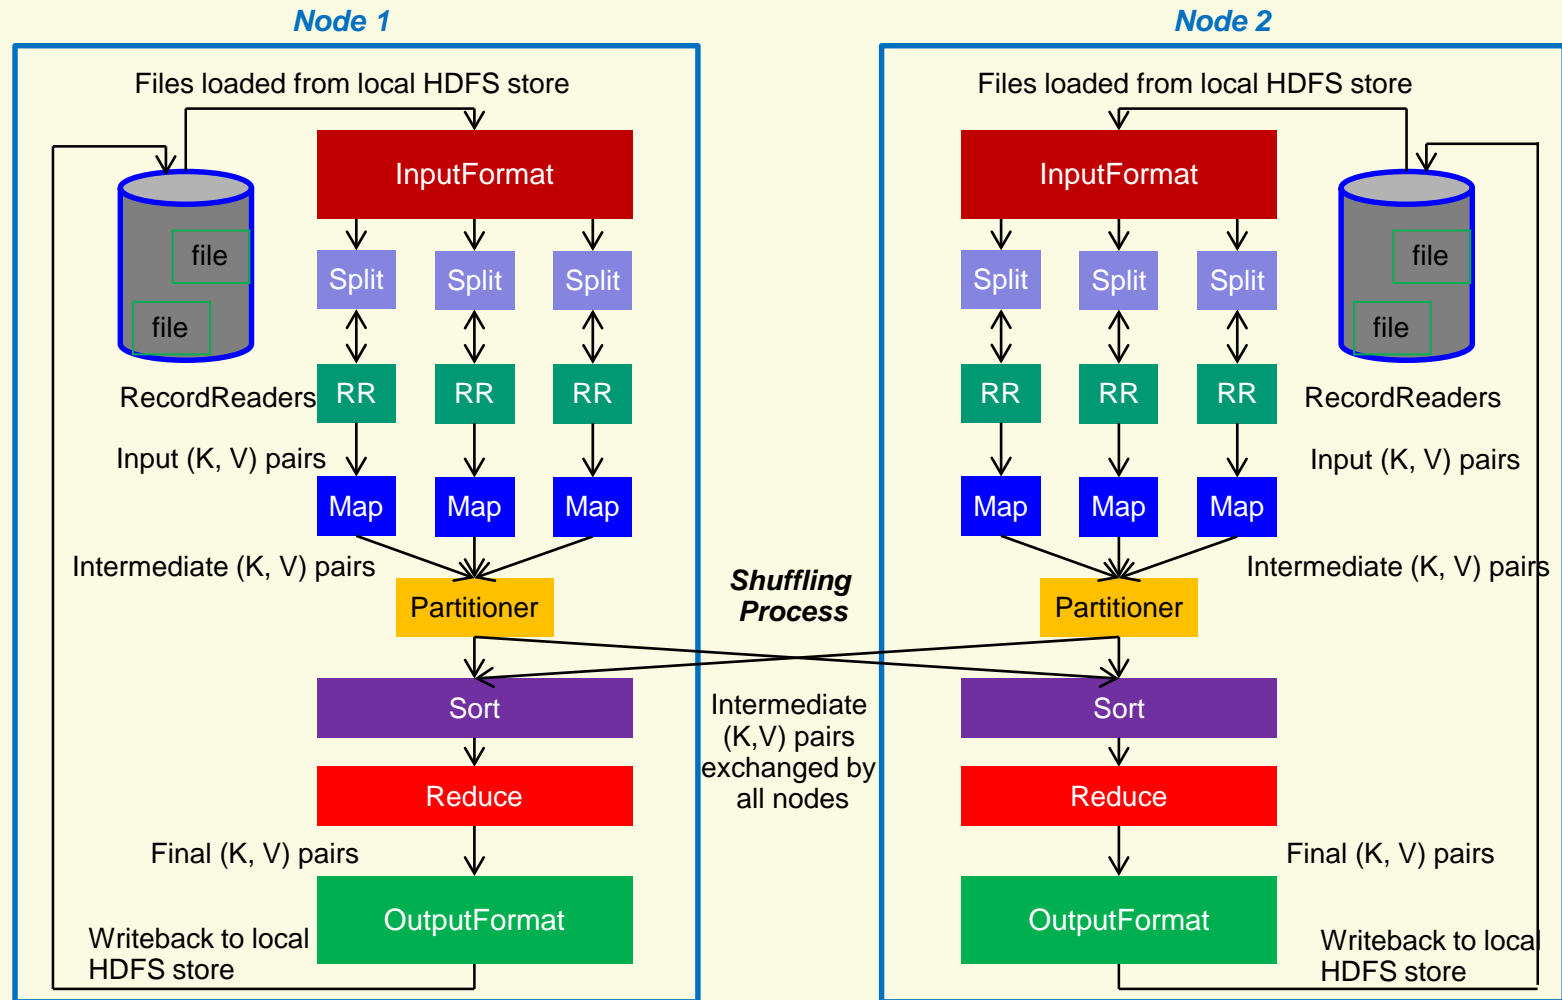 Node 1
Files loaded from local HDFS store
InputFormat
file
file
Split
Split
Split
RecordReaders
RR
RR
RR
Input (K, V) pairs
Map
Map
Map
Intermediate (K, V) pairs
Partitioner
Sort
Reduce
Final (K, V) pairs
OutputFormat
Writeback to local
HDFS store
Shuffling
Process
Intermediate
(K,V) pairs
exchanged by
all nodes
Node 2
Files loaded from local HDFS store
InputFormat
file
file
Split
Split
Split
RR
RR
RR
RecordReaders
Input (K, V) pairs
Map
Map
Map
Intermediate (K, V) pairs
Partitioner
Sort
Reduce
Final (K, V) pairs
OutputFormat
Writeback to local
HDFS store